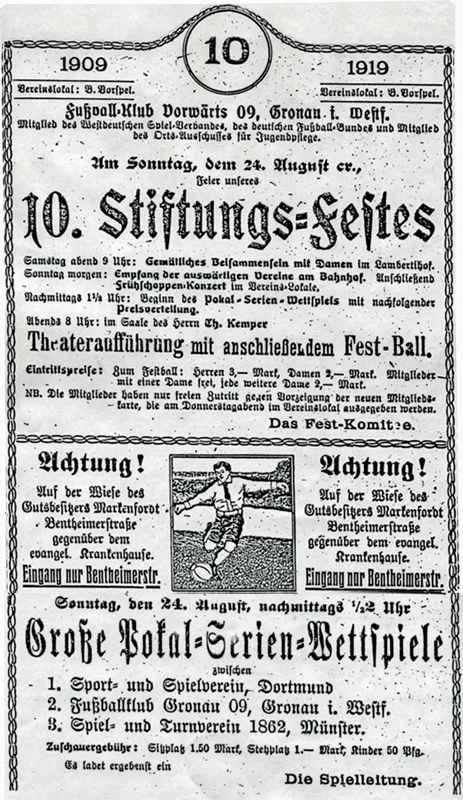 10
1909
1919
Vereinslokal: B. Vorspel.
Vereinslokal: B. Vorspel.
Fußball-Klub Vorwärts 09, Gronau i. Westf.
Mitglied des Westdeutschen Spiel-Verbandes, des deutschen Fußball-Bundes und Mitglied
des Orts-Ausschusses für Jugendpflege.
Am Sonntag, dem 24. August cr.,
Feier unseres
10. Stiftungs=Festes
Samstag abend 9 Uhr: Gemütliches Beisammensein mit Damen im Lambertihof.
Sonntag morgen: Empfang der auswärtigen Vereine am Bahnhof. Anschließend
Frühschoppen-Konzert im Vereins-Lokale.
Nachmittags 1½ Uhr: Beginn des Pokal-Serien-Wettspiels mit nachfolgender
Preisverteilung.
Abends 8 Uhr: im Saale des Herrn Th. Kemper
Theateraufführung mit anschließendem Fest-Ball.
Eintrittspreise: Zum Festball: Herren 3,— Mark, Damen 2,— Mark. Mitglieder
mit einer Dame frei, jede weitere Dame 2,— Mark.
NB. Die Mitglieder haben nur freien Zutritt gegen Vorzeigung der neuen Mitglieds-
karte, die am Donnerstagabend im Vereinslokal ausgegeben werden.
Das Fest-Komitee.
Achtung!
Auf der Wiese des
Gutsbesitzers Markenfordt
Bentheimerstraße
gegenüber dem
evangel. Krankenhause.
Eingang nur Bentheimerstr.
Achtung!
Auf der Wiese des
Gutsbesitzers Markenfordt
Bentheimerstraße
gegenüber dem evangel.
Krankenhause.
Eingang nur Bentheimerstr.
Sonntag, den 24. August, nachmittags ½2 Uhr
Große Pokal=Serien=Wettspiele
zwischen
1. Sport- und Spielverein, Dortmund
2. Fußballklub Gronau 09, Gronau i. Westf.
3. Spiel- und Turnverein 1862, Münster.
Zuschauergebühr: Sitzplatz 1.50 Mark, Stehplatz 1.— Mark, Kinder 50 Pfg.
Es ladet ergebenst ein
Die Spielleitung.